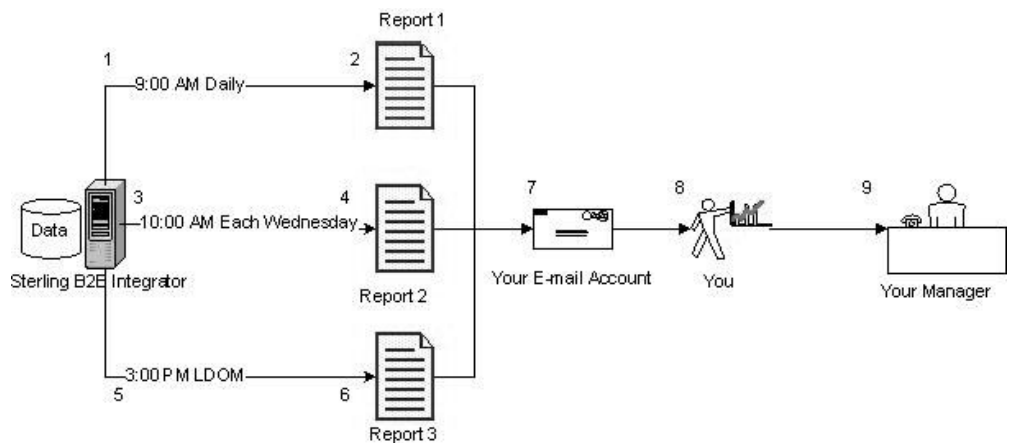 Report 1
1
2
9:00 AM Daily
3
4
7
8
9
Data
10:00 AM Each Wednesday
Sterling B2B Integrator
Report 2
Your E-mail Account
You
Your Manager
3:00 PM LDOM
5
6
Report 3